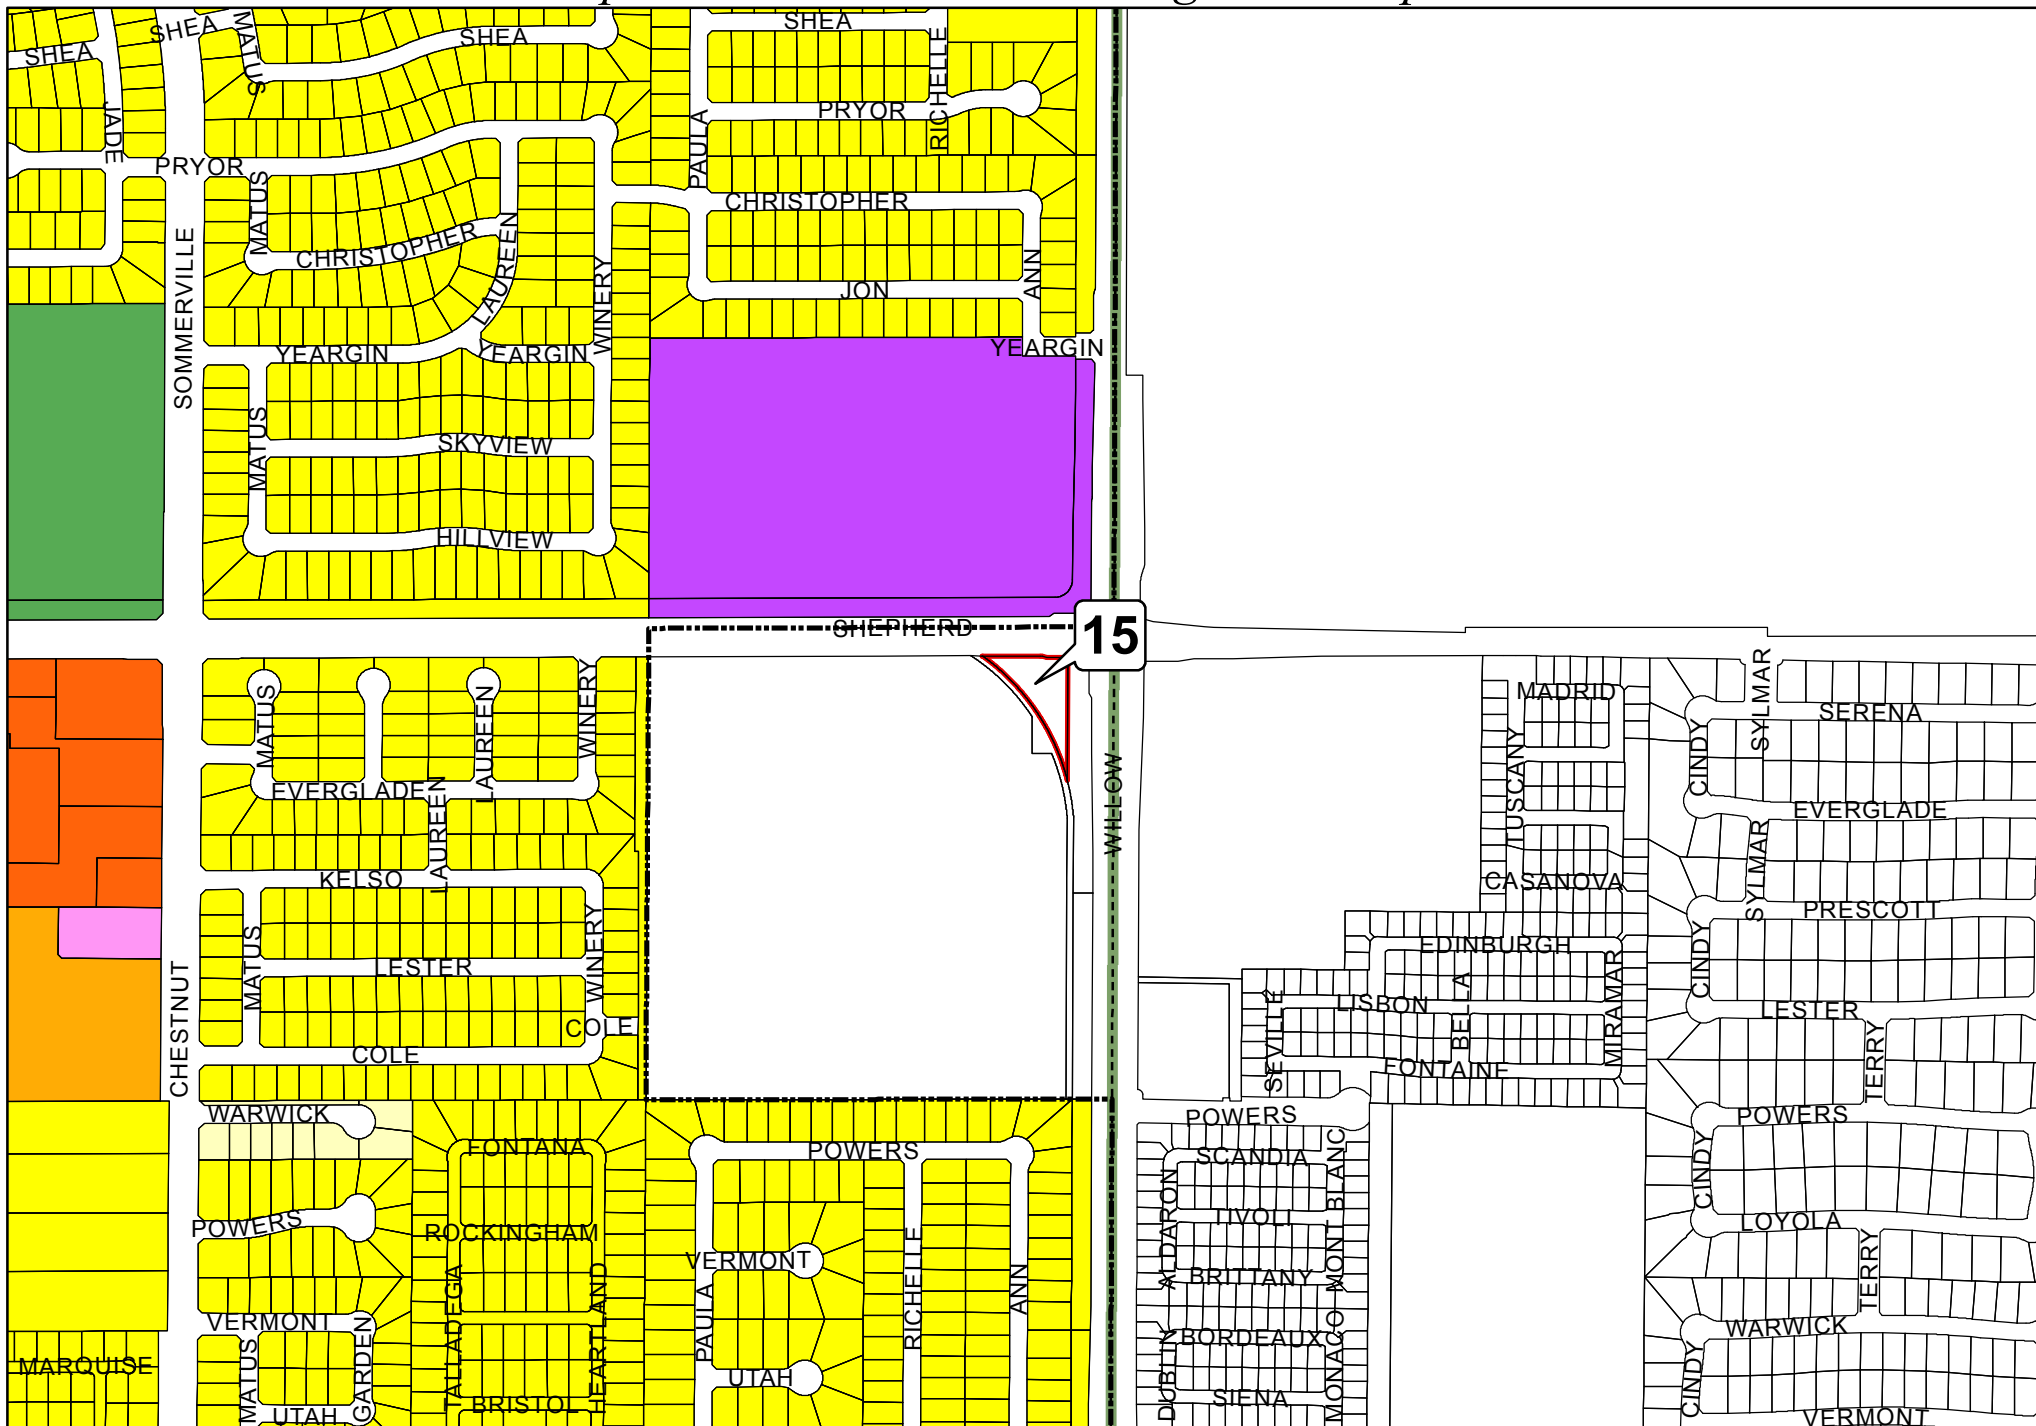 SHEA
SHEA
MATUS
SHEA
SHEA
RICHELLE
JADE
PRYOR
PAULA
PRYOR
MATUS
CHRISTOPHER
SOMMERVILLE
CHRISTOPHER
LAUREEN
WINERY
ANN
JON
YEARGIN
YEARGIN
YEARGIN
MATUS
SKYVIEW
HILLVIEW
SHEPHERD
15
MATUS
LAUREEN
WINERY
EVERGLADE
LAUREEN
KELSO
WILLOW
MADRID
TUSCANY
CINDY
SYLMAR
SERENA
EVERGLADE
SYLMAR
CASANOVA
PRESCOTT
MATUS
LESTER
WINERY
COLE
COLE
CHESTNUT
EDINBURGH
CINDY
LISBON
BELLA
MIRAMAR
SEVILLE
FONTAINE
LESTER
TERRY
WARWICK
FONTANA
POWERS
POWERS
POWERS
SCANDIA
MONT BLANC
CINDY
POWERS
ROCKINGHAM
ALDARON
TIVOLI
LOYOLA
VERMONT
RICHELLE
ANN
BRITTANY
TERRY
VERMONT
TALLADEGA
HEARTLAND
PAULA
BORDEAUX
MONACO
WARWICK
MARQUISE
MATUS
GARDEN
UTAH
DUBLIN
CINDY
UTAH
BRISTOL
SIENA
VERMONT